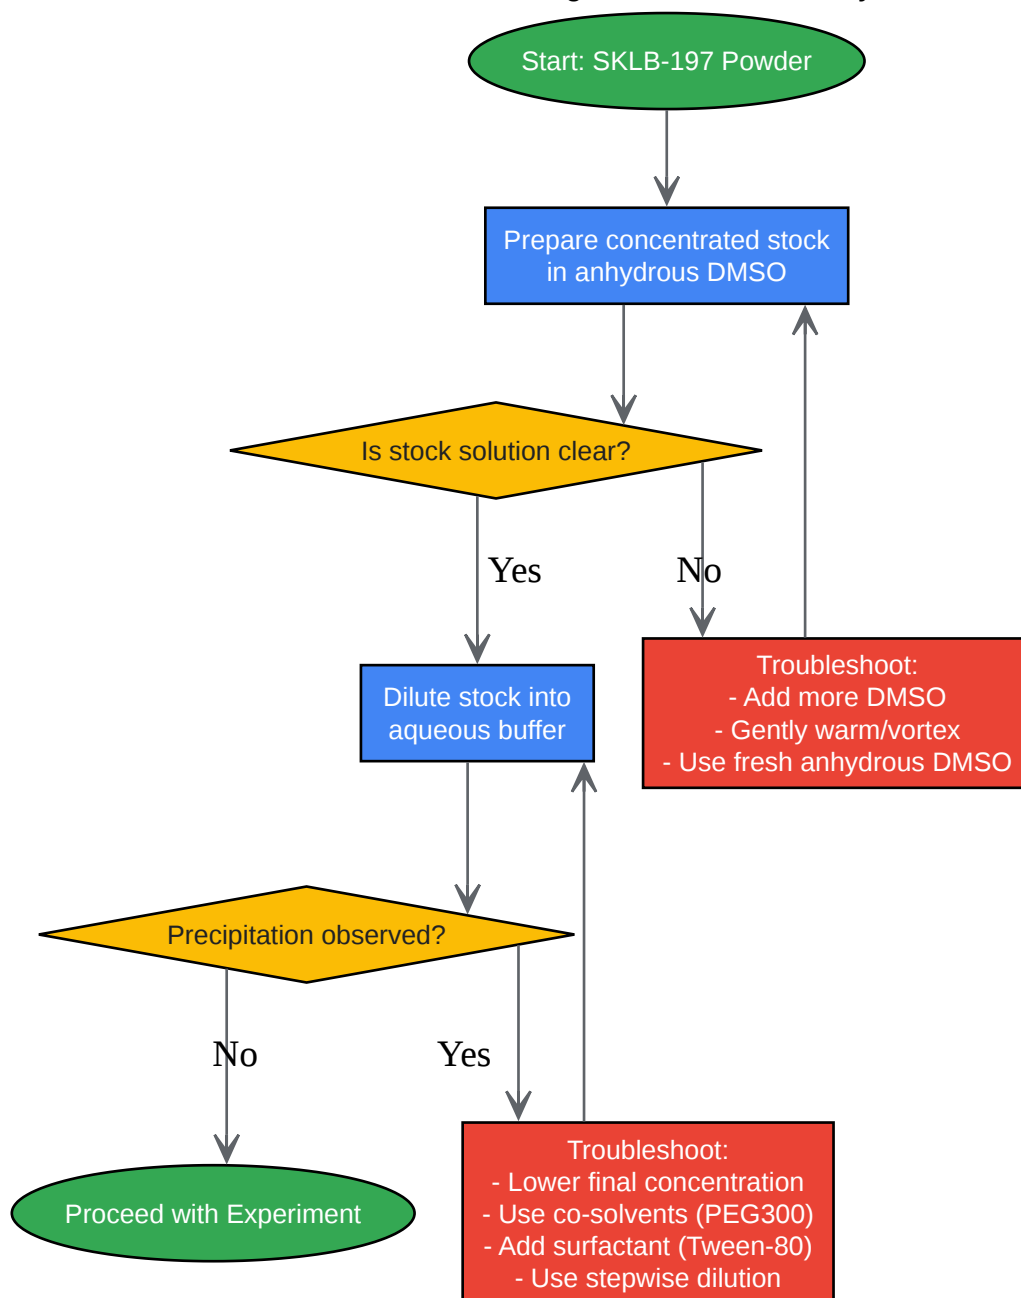 Start: SKLB-197 Powder
Prepare concentrated stock
in anhydrous DMSO
Is stock solution clear?
Yes
No
Troubleshoot:
- Add more DMSO
- Gently warm/vortex
- Use fresh anhydrous DMSO
Dilute stock into
aqueous buffer
Precipitation observed?
No
Yes
Troubleshoot:
- Lower final concentration
- Use co-solvents (PEG300)
- Add surfactant (Tween-80)
- Use stepwise dilution
Proceed with Experiment